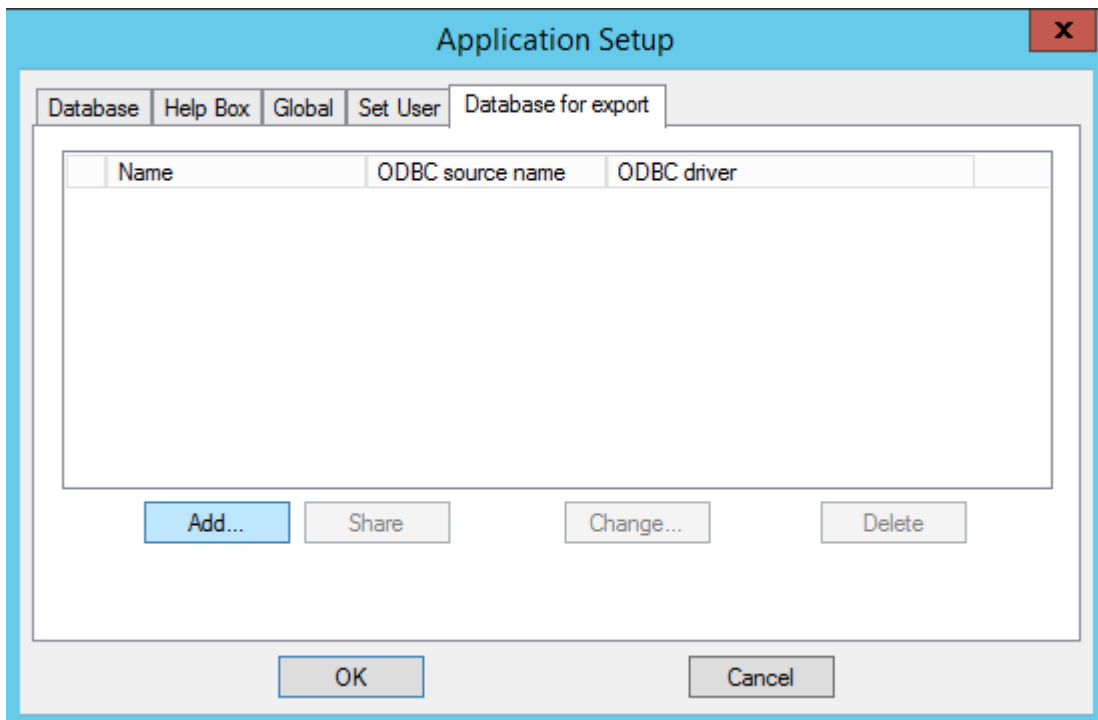 Application Setup
x
Database Help Box Global Set User Database for export
Name ODBC source name ODBC driver
Add... Share Change... Delete
OK Cancel